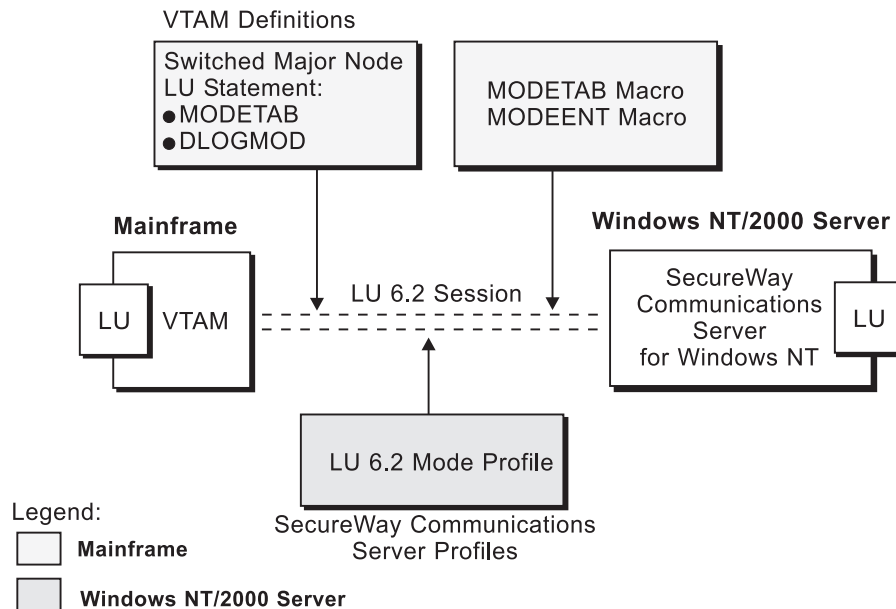 VTAM Definitions
Switched Major Node
LU Statement:
●MODETAB
●DLOGMOD
MODETAB Macro
MODEENT Macro
Mainframe
Windows NT/2000 Server
LU
VTAM
LU 6.2 Session
SecureWay
Communications
Server
for Windows NT
LU
LU 6.2 Mode Profile
SecureWay Communications
Server Profiles
Legend:
Mainframe
Windows NT/2000 Server